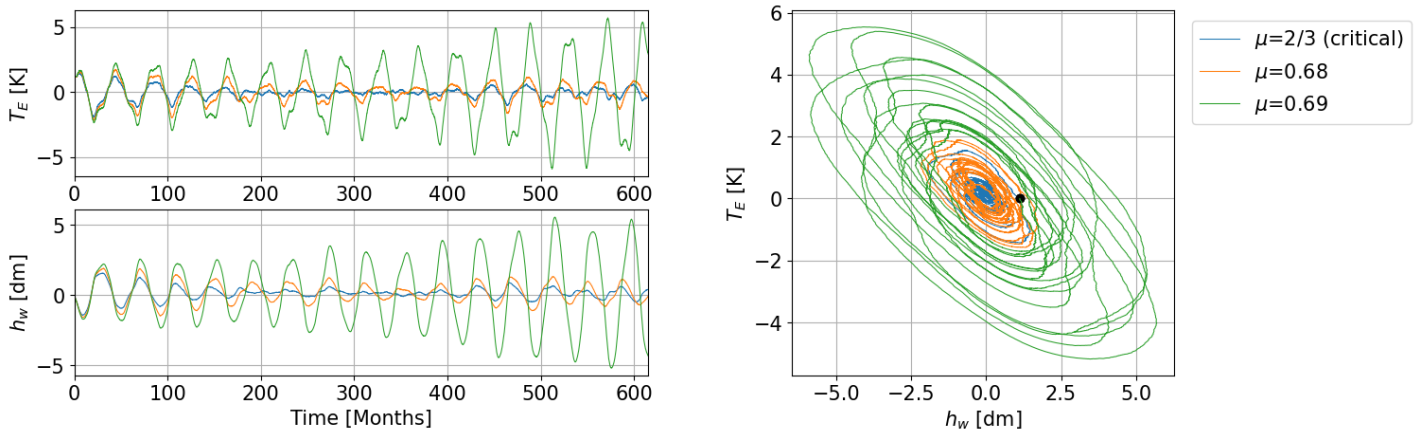 5
0
−5
T_E [K]
0 100 200 300 400 500 600
5
0
−5
h_w [dm]
0 100 200 300 400 500 600
Time [Months]
6
4
2
0
−2
−4
T_E [K]
−5.0 −2.5 0.0 2.5 5.0
h_w [dm]
μ=2/3 (critical)
μ=0.68
μ=0.69